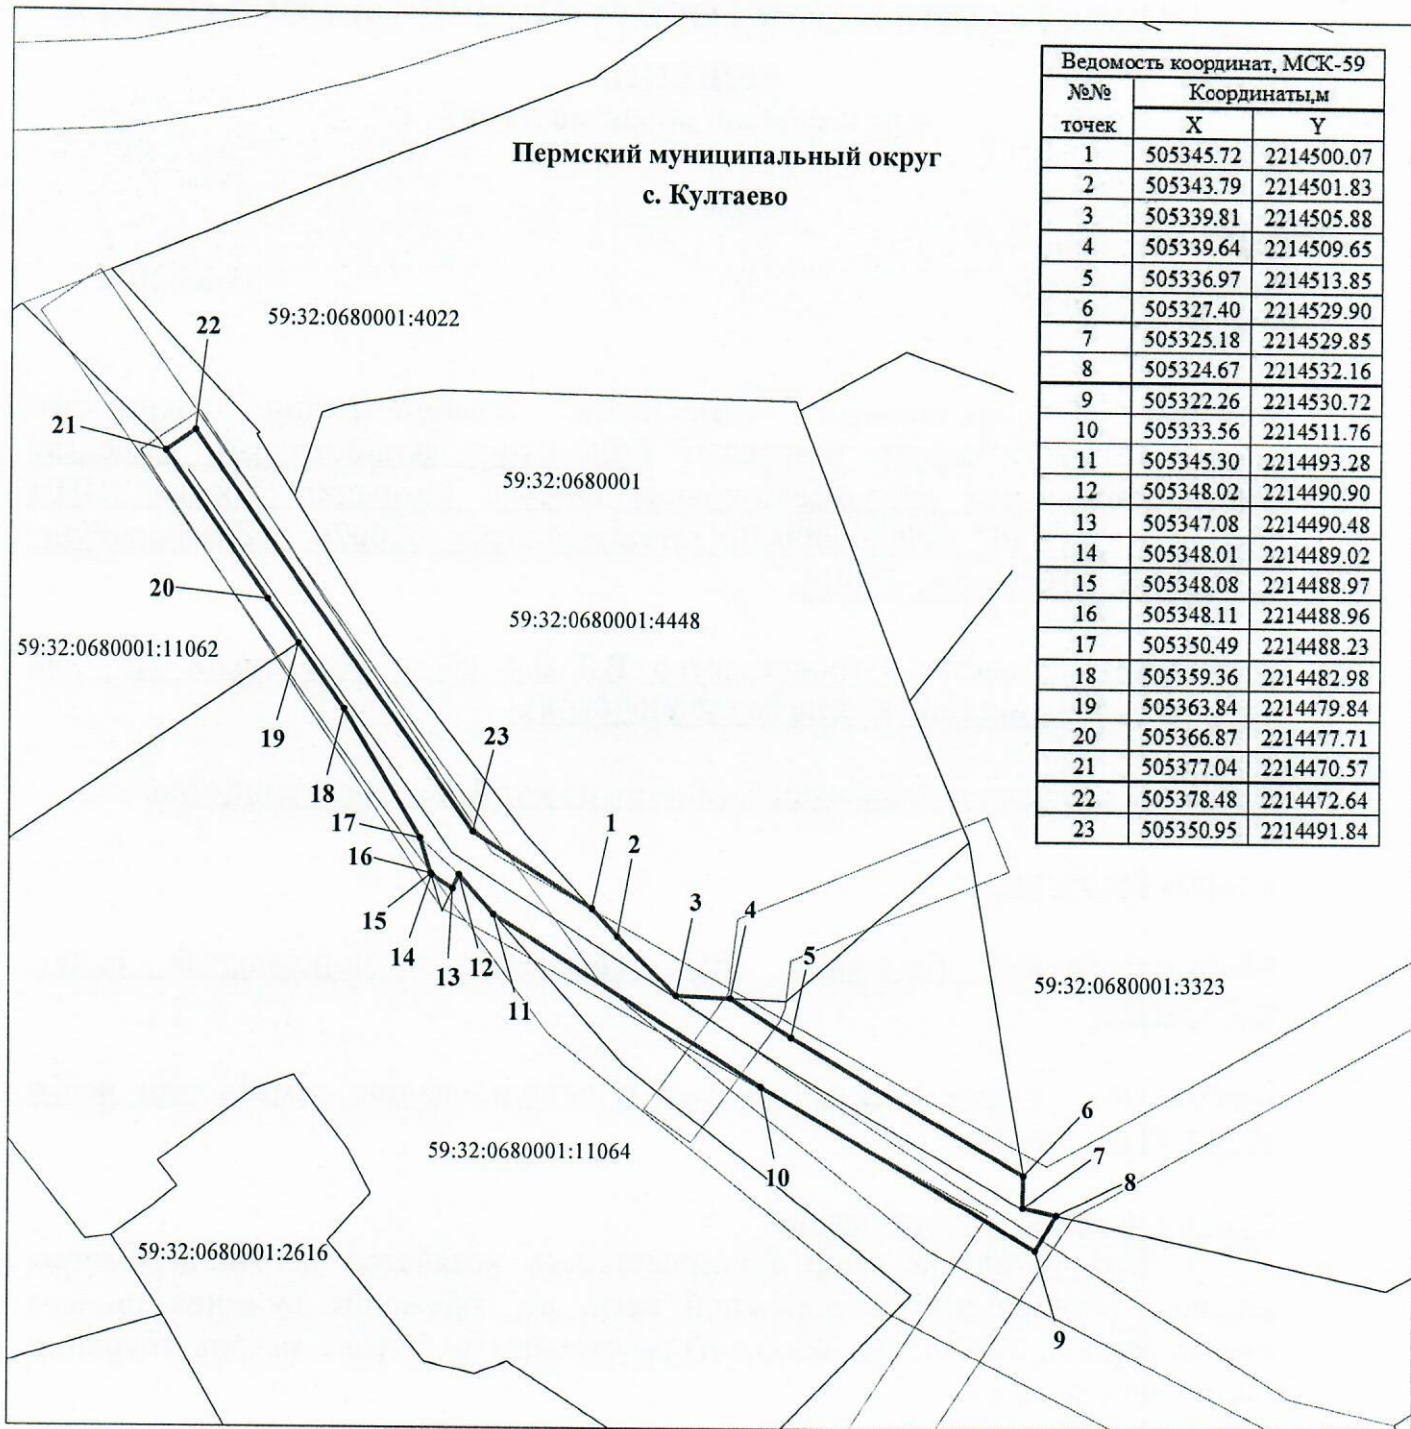 Ведомость координат, МСК-59
№№ точек Координаты,м
X Y
1 505345.72 2214500.07
2 505343.79 2214501.83
3 505339.81 2214505.88
4 505339.64 2214509.65
5 505336.97 2214513.85
6 505327.40 2214529.90
7 505325.18 2214529.85
8 505324.67 2214532.16
9 505322.26 2214530.72
10 505333.56 2214511.76
11 505345.30 2214493.28
12 505348.02 2214490.90
13 505347.08 2214490.48
14 505348.01 2214489.02
15 505348.08 2214488.97
16 505348.11 2214488.96
17 505350.49 2214488.23
18 505359.36 2214482.98
19 505363.84 2214479.84
20 505366.87 2214477.71
21 505377.04 2214470.57
22 505378.48 2214472.64
23 505350.95 2214491.84
Пермский муниципальный округ
с. Култаево
59:32:0680001:4022
22
21
59:32:0680001
20
59:32:0680001:4448
59:32:0680001:11062
19
23
18
1
17
2
16
15
3
4
5
14
13
12
11
59:32:0680001:3323
6
7
59:32:0680001:11064
10
8
59:32:0680001:2616
9